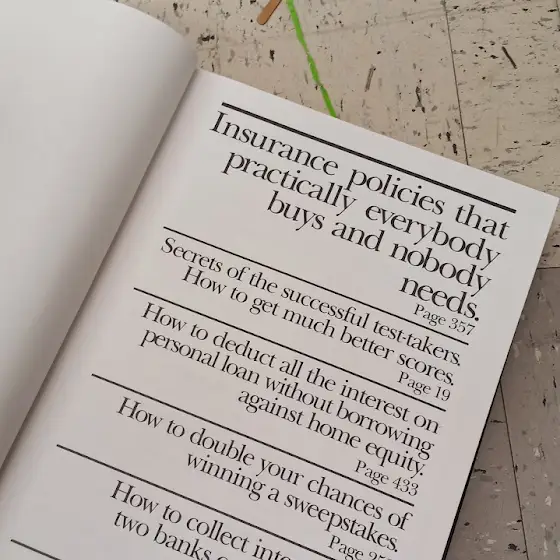 Insurance policies that
practically everybody
buys and nobody
needs.
Page 357
Secrets of the successful test-takers.
How to get much better scores.
Page 19
How to deduct all the interest on
personal loan without borrowing
against home equity.
Page 433
How to double your chances of
winning a sweepstakes.
Page
How to collect
two banks